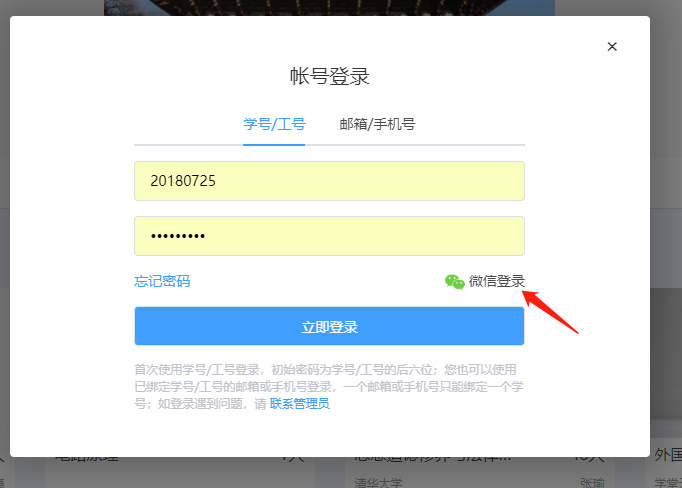 ×
帐号登录
学号/工号 邮箱/手机号
20180725
•••••••••
忘记密码 微信登录
立即登录
首次使用学号/工号登录，初始密码为学号/工号的后六位；您也可以使用
已绑定学号/工号的邮箱或手机号登录，一个邮箱或手机号只能绑定一个学
号；如登录遇到问题，请 联系管理员
外国
清华大学 张瑜 学堂